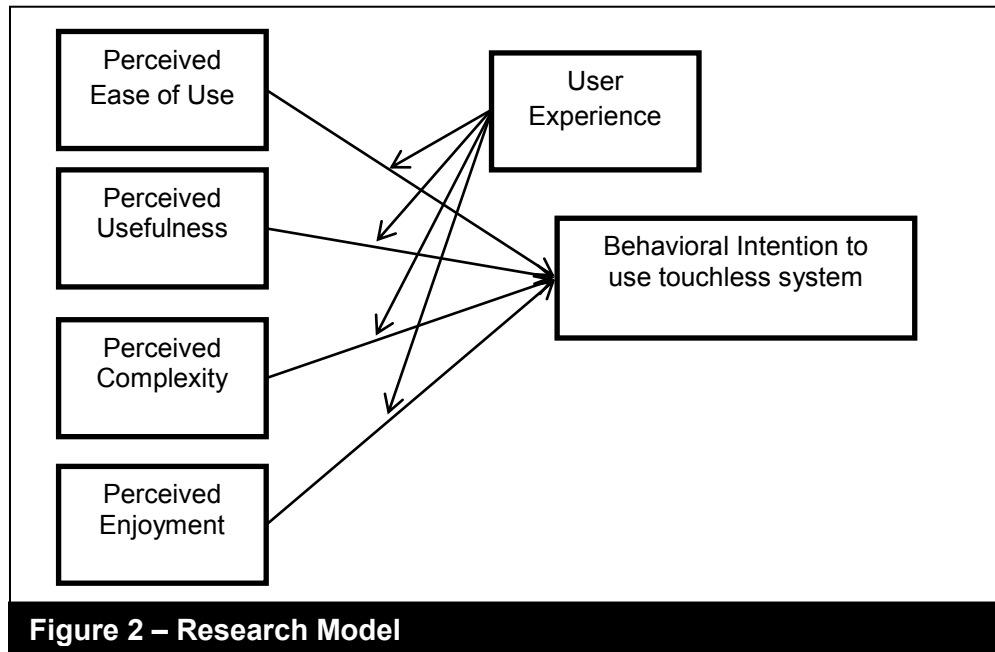 Perceived
Ease of Use
User
Experience
Perceived
Usefulness
Behavioral Intention to
use touchless system
Perceived
Complexity
Perceived
Enjoyment
Figure 2 – Research Model